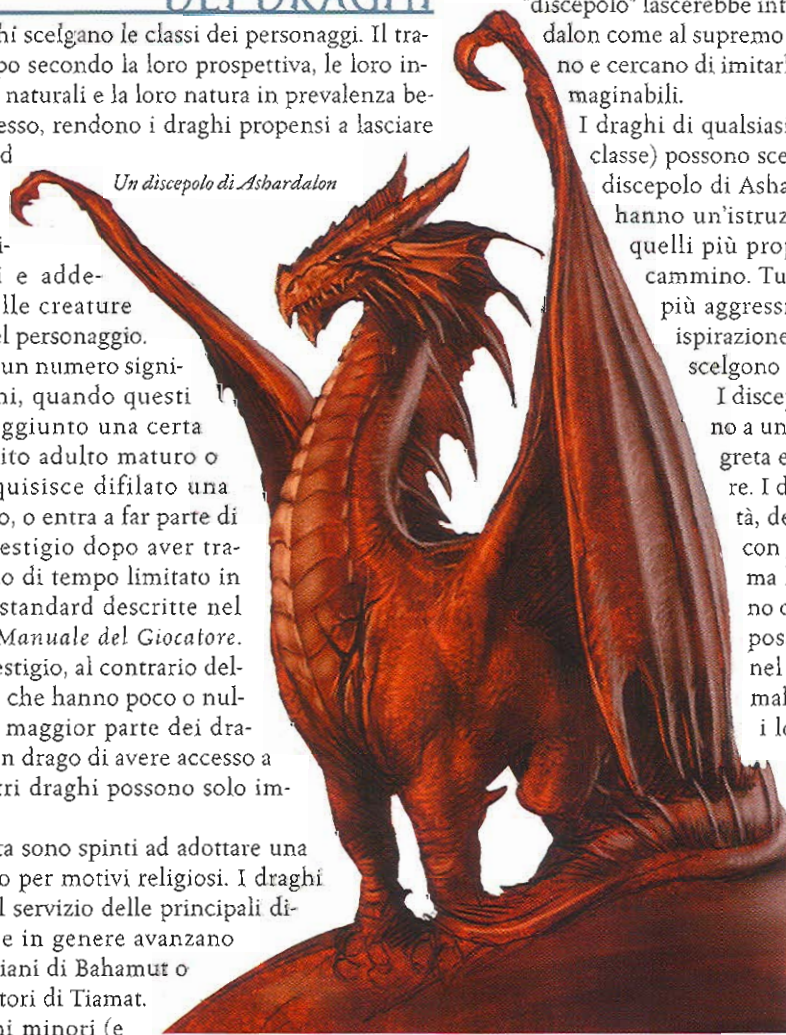 DEI DRAGHI
hi scelgano le classi dei personaggi. Il tra-
po secondo la loro prospettiva, le loro in-
naturali e la loro natura in prevalenza be-
esso, rendono i draghi propensi a lasciare
d
Un discepolo di Ashardalon
i-
i e adde-
lle creature
el personaggio.
un numero signi-
ni, quando questi
ggiunto una certa
ito adulto maturo o
quisisce difilato una
o, o entra a far parte di
estigio dopo aver tra-
o di tempo limitato in
standard descritte nel
Manuale del Giocatore.
estigio, al contrario del-
che hanno poco o nul-
maggior parte dei dra-
n drago di avere accesso a
tri draghi possono solo im-
ta sono spinti ad adottare una
o per motivi religiosi. I draghi
l servizio delle principali di-
e in genere avanzano
iani di Bahamut o
tori di Tiamat.
ni minori (e
"discepolo" lascerebbe int
dalon come al supremo
no e cercano di imitarl
maginabili.
I draghi di qualsiasi
classe) possono sce
discepolo di Asha
hanno un'istruz
quelli più prop
cammino. Tu
più aggressi
ispirazione
scelgono
I disce
no a un
greta e
re. I d
tà, de
con
ma
no c
pos
nel
mal
i lo